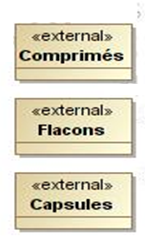 «external»
Comprimés
«external»
Flacons
«external»
Capsules